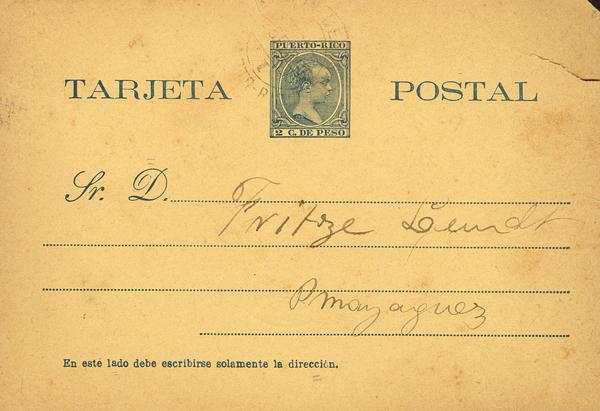 PUERTO-RICO
TARJETA POSTAL
2 C. DE PESO
Sr. D. Fritze Lundt
P Mayaguez
En esté lado debe escribirse solamente la dirección.